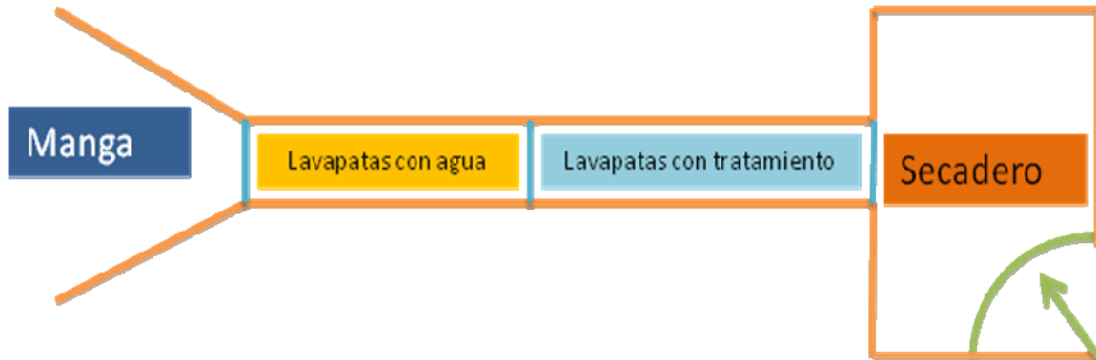 Manga
Lavapatas con agua
Lavapatas con tratamiento
Secadero